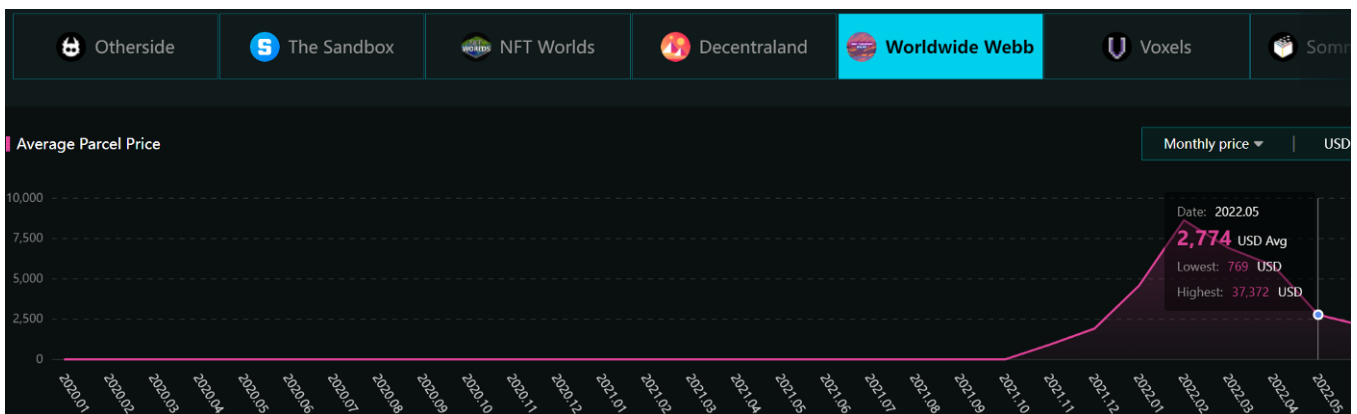 Otherside
The Sandbox
NFT Worlds
Decentraland
Worldwide Webb
Voxels
Average Parcel Price
Monthly price
USD
10,000
7,500
5,000
2,500
0
Date: 2022.05
2,774 USD Avg
Lowest: 769 USD
Highest: 37,372 USD
2020.01
2020.02
2020.03
2020.04
2020.05
2020.06
2020.07
2020.08
2020.09
2020.10
2020.11
2020.12
2021.02
2021.03
2021.04
2021.05
2021.06
2021.07
2021.08
2021.09
2021.10
2021.11
2021.12
2022.01
2022.02
2022.03
2022.04
2022.05